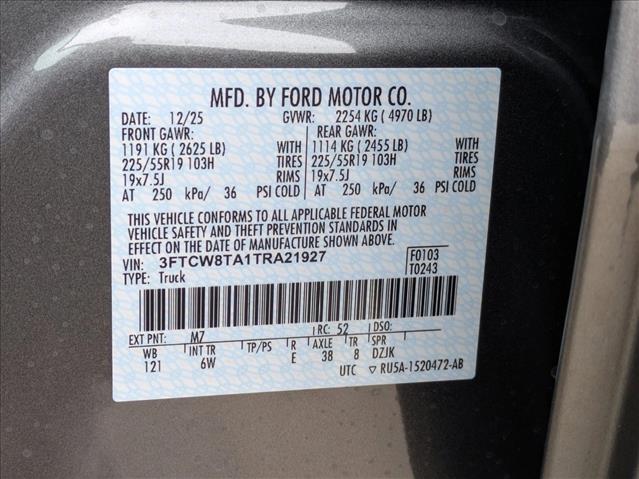 MFD. BY FORD MOTOR CO.
DATE: 12/25 GVWR: 2254 KG ( 4970 LB)
FRONT GAWR: REAR GAWR:
1191 KG ( 2625 LB) WITH 1114 KG ( 2455 LB) WITH
225/55R19 103H TIRES 225/55R19 103H TIRES
19x7.5J RIMS 19x7.5J RIMS
AT 250 kPa/ 36 PSI COLD AT 250 kPa/ 36 PSI COLD
THIS VEHICLE CONFORMS TO ALL APPLICABLE FEDERAL MOTOR
VEHICLE SAFETY AND THEFT PREVENTION STANDARDS IN
EFFECT ON THE DATE OF MANUFACTURE SHOWN ABOVE.
VIN: 3FTCW8TA1TRA21927 F0103
TYPE: Truck T0243
EXT PNT: M7 RC: 52 DSO:
WB INT TR TP/PS R AXLE TR SPR
121 6W E 38 8 DZJK
UTC ▽ RU5A-1520472-AB